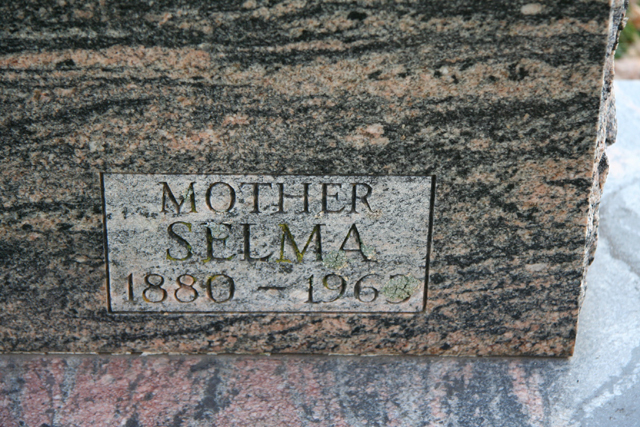 MOTHER
SELMA
1880 – 1963